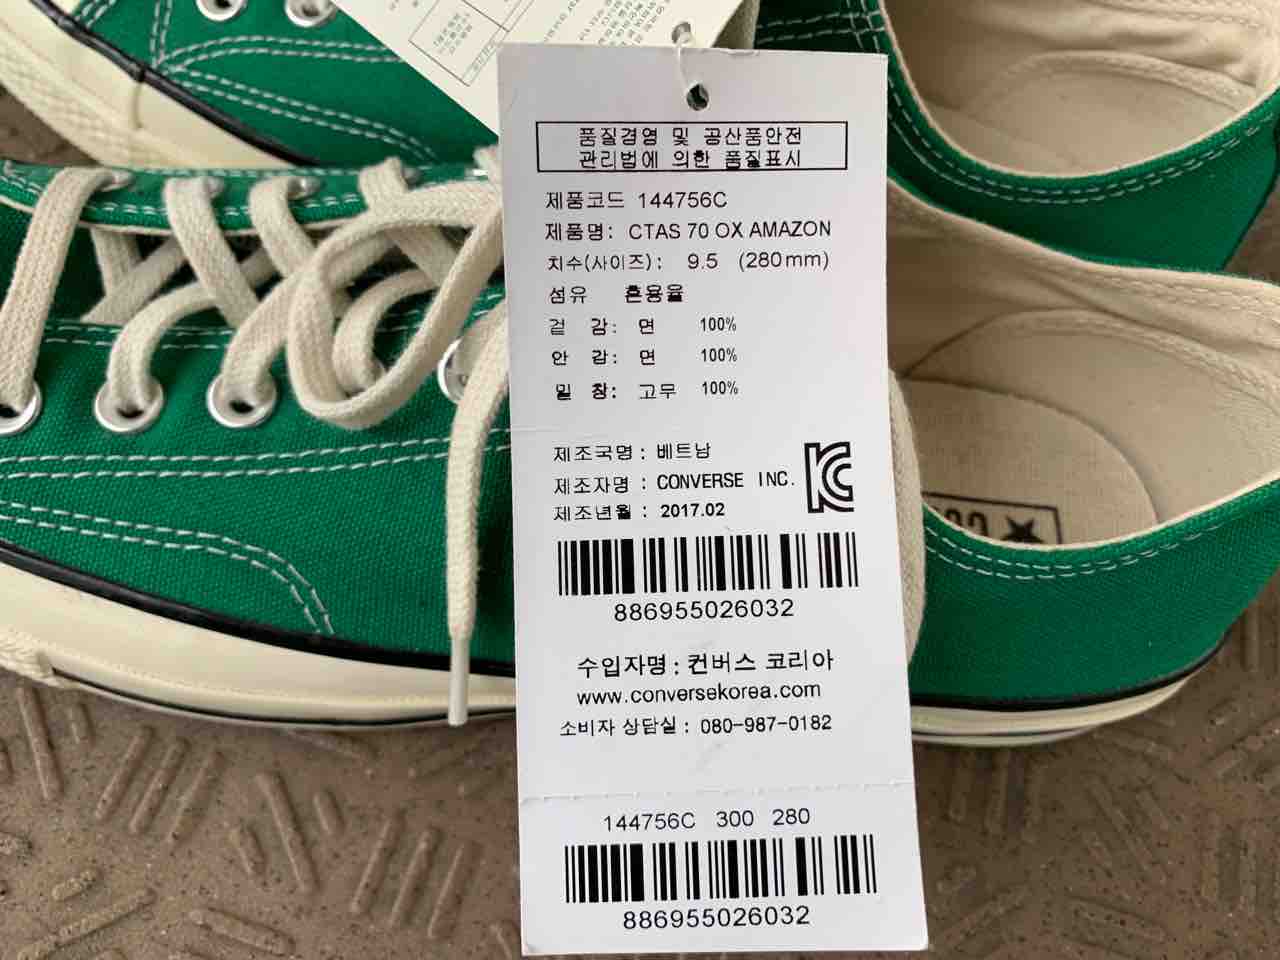 품질경영 및 공산품안전
관리법에 의한 품질표시
제품코드 144756C
제품명: CTAS 70 OX AMAZON
치수(사이즈): 9.5 (280mm)
섬유 혼용율
겉 감: 면 100%
안 감: 면 100%
밑 창: 고무 100%
제조국명: 베트남
제조자명: CONVERSE INC.
제조년월: 2017.02
886955026032
수입자명: 컨버스 코리아
www.conversekorea.com
소비자 상담실: 080-987-0182
144756C 300 280
886955026032